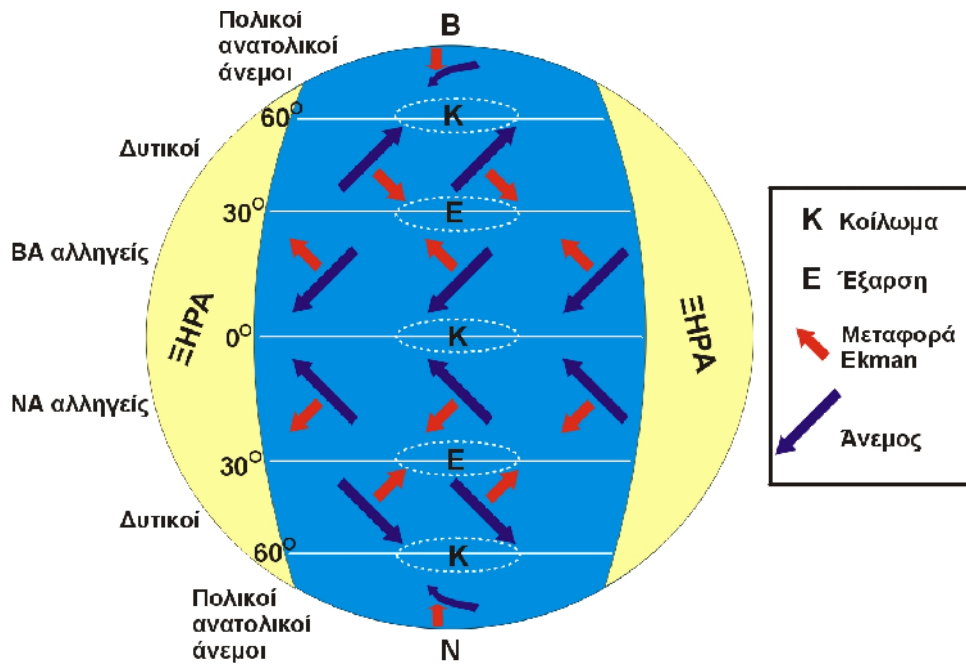 Πολικοί
ανατολικοί
άνεμοι
Β
60°
Κ
Δυτικοί
30°
Ε
ΒΑ αλληγείς
ΞΗΡΑ
ΞΗΡΑ
0°
Κ
ΝΑ αλληγείς
30°
Ε
Δυτικοί
60°
Κ
Πολικοί
ανατολικοί
άνεμοι
Ν
Κ Κοίλωμα
Ε Έξαρση
Μεταφορά
Ekman
Άνεμος